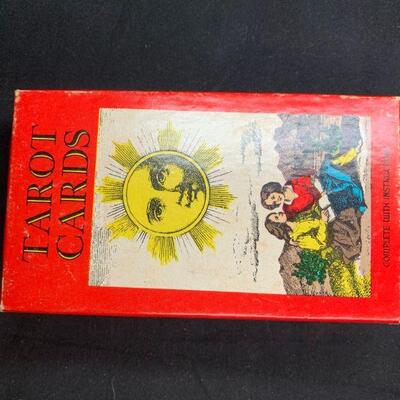 TAROT
CARDS
COMPLETE WITH INSTRUCTIONS